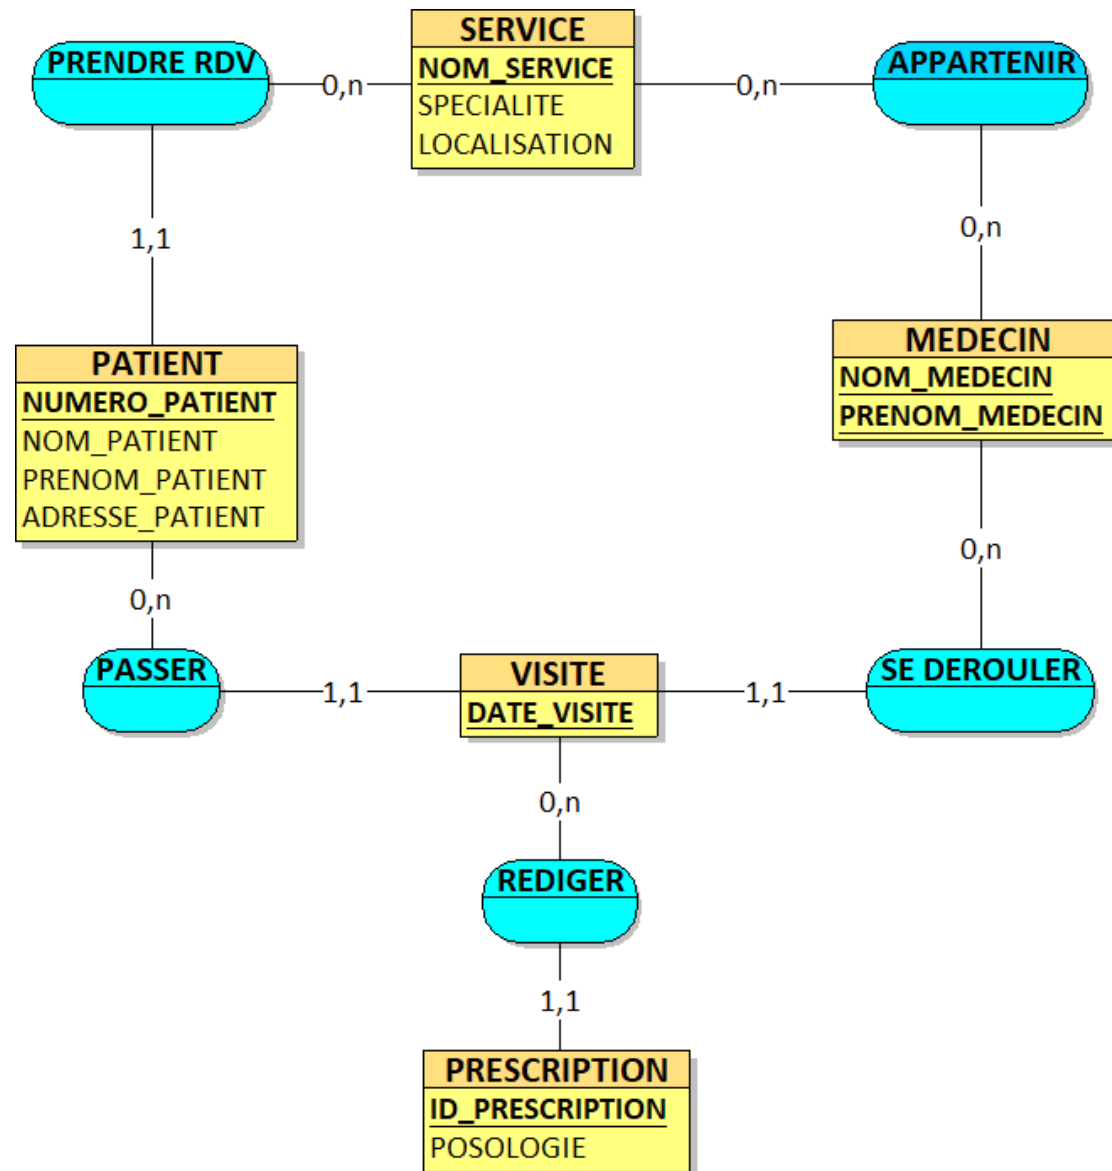 SERVICE
NOM_SERVICE
SPECIALITE
LOCALISATION
PRENDRE RDV
0,n
0,n
APPARTENIR
1,1
0,n
PATIENT
NUMERO_PATIENT
NOM_PATIENT
PRENOM_PATIENT
ADRESSE_PATIENT
MEDECIN
NOM_MEDECIN
PRENOM_MEDECIN
0,n
0,n
PASSER
1,1
VISITE
DATE_VISITE
1,1
SE DEROULER
0,n
REDIGER
1,1
PRESCRIPTION
ID_PRESCRIPTION
POSOLOGIE